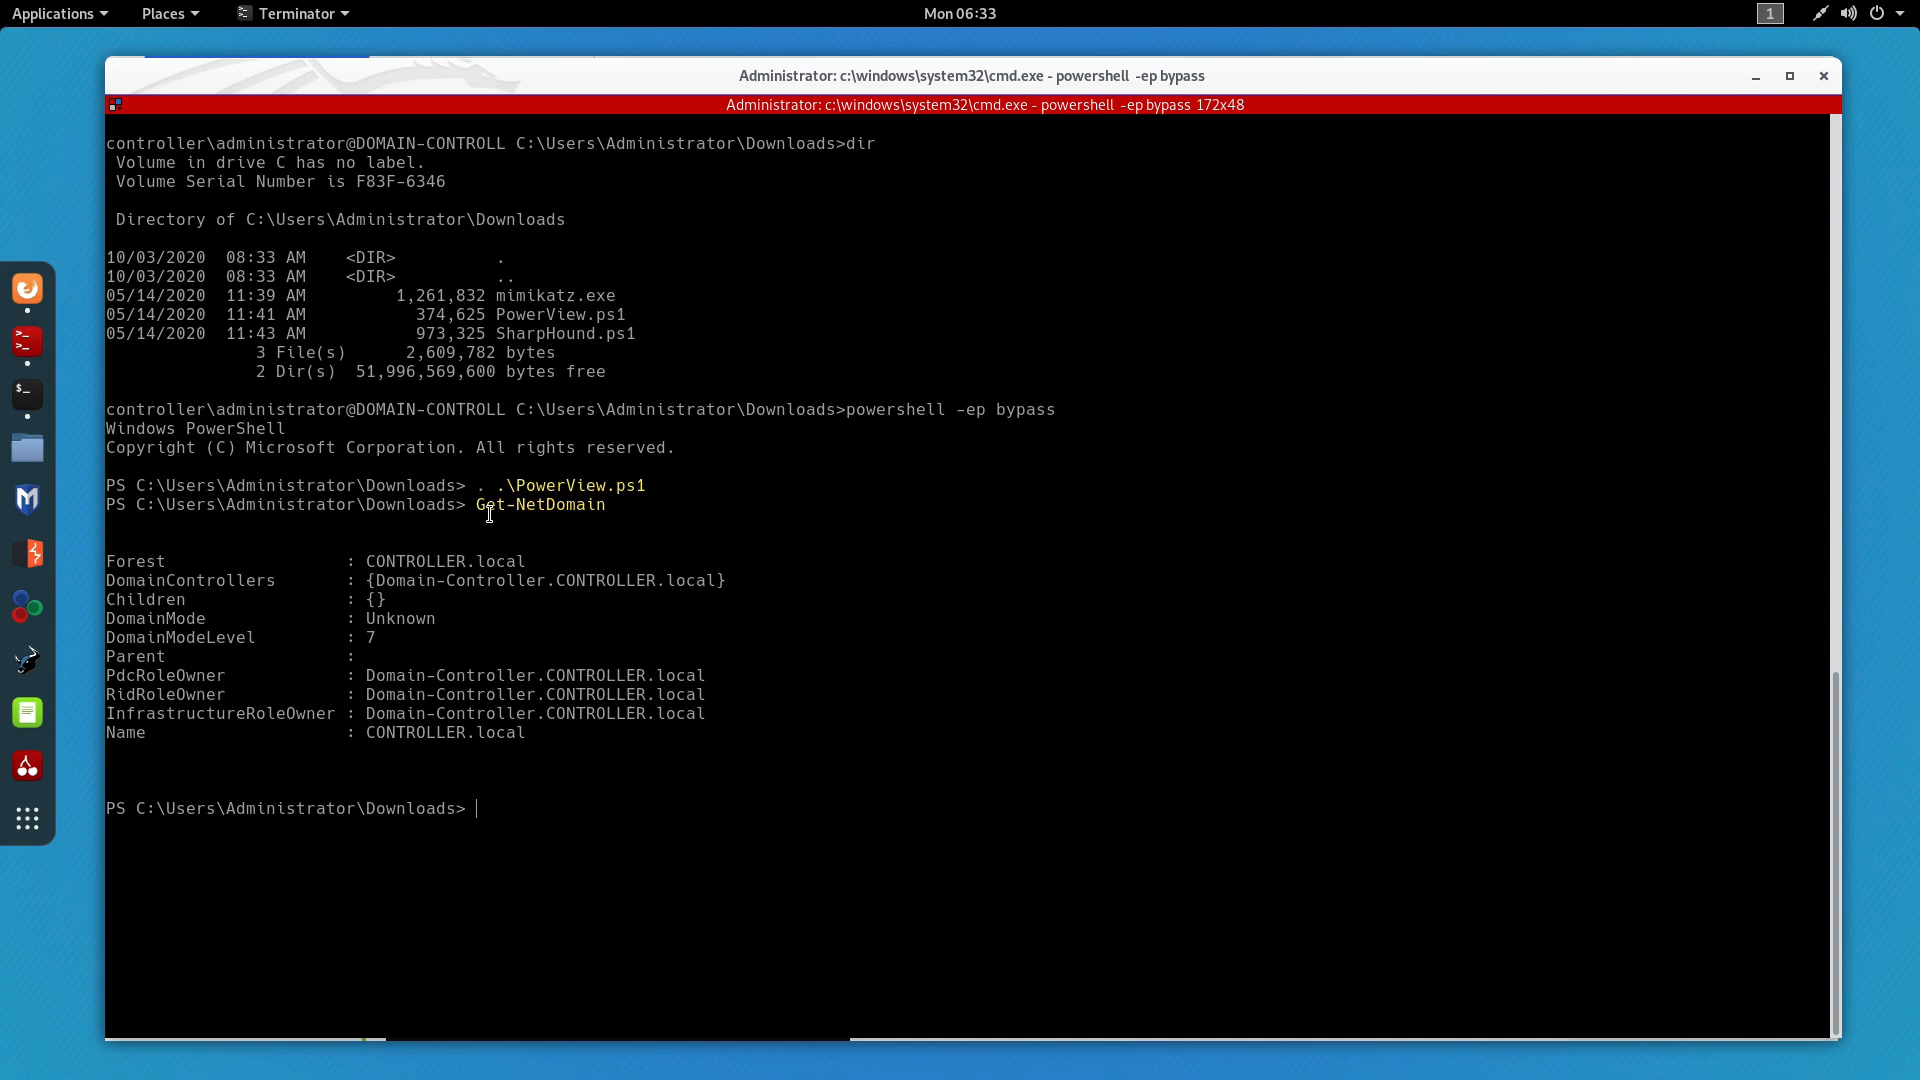 Applications Places Terminator Mon 06:33 1
Administrator: c:\windows\system32\cmd.exe - powershell -ep bypass
Administrator: c:\windows\system32\cmd.exe - powershell -ep bypass 172x48
controller\administrator@DOMAIN-CONTROLL C:\Users\Administrator\Downloads>dir
 Volume in drive C has no label.
 Volume Serial Number is F83F-6346
 Directory of C:\Users\Administrator\Downloads
10/03/2020  08:33 AM    <DIR>          .
10/03/2020  08:33 AM    <DIR>          ..
05/14/2020  11:39 AM         1,261,832 mimikatz.exe
05/14/2020  11:41 AM           374,625 PowerView.ps1
05/14/2020  11:43 AM           973,325 SharpHound.ps1
               3 File(s)      2,609,782 bytes
               2 Dir(s)  51,996,569,600 bytes free
controller\administrator@DOMAIN-CONTROLL C:\Users\Administrator\Downloads>powershell -ep bypass
Windows PowerShell
Copyright (C) Microsoft Corporation. All rights reserved.
PS C:\Users\Administrator\Downloads> . .\PowerView.ps1
PS C:\Users\Administrator\Downloads> Get-NetDomain
Forest                  : CONTROLLER.local
DomainControllers       : {Domain-Controller.CONTROLLER.local}
Children                : {}
DomainMode              : Unknown
DomainModeLevel         : 7
Parent                  :
PdcRoleOwner            : Domain-Controller.CONTROLLER.local
RidRoleOwner            : Domain-Controller.CONTROLLER.local
InfrastructureRoleOwner : Domain-Controller.CONTROLLER.local
Name                    : CONTROLLER.local
PS C:\Users\Administrator\Downloads>